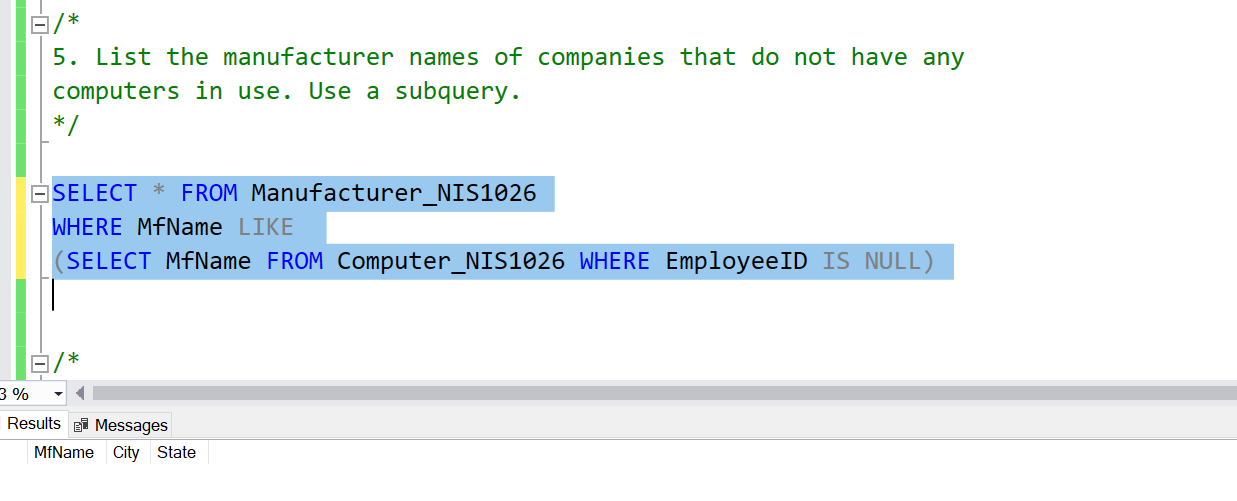 /*
5. List the manufacturer names of companies that do not have any
computers in use. Use a subquery.
*/
SELECT * FROM Manufacturer_NIS1026
WHERE MfName LIKE
(SELECT MfName FROM Computer_NIS1026 WHERE EmployeeID IS NULL)
/*
3 %
Results Messages
MfName City State